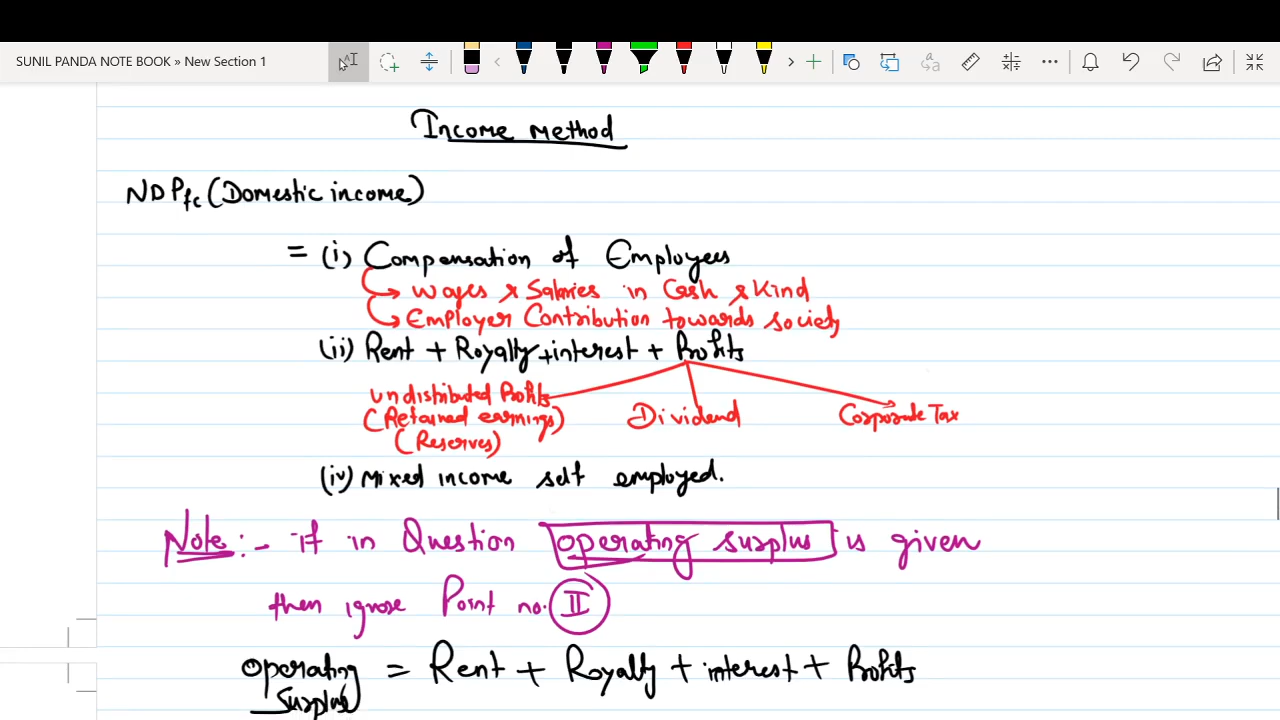 SUNIL PANDA NOTE BOOK » New Section 1
Income method
NDPfc (Domestic income)
= (i) Compensation of Employees
→ wages & Salaries in Cash & Kind
→ Employer Contribution towards society
(ii) Rent + Royalty + interest + Profits
undistributed Profits
(Retained earnings)
(Reserves)
Dividend
Corporate Tax
(iv) Mixed income self employed.
Note :- if in Question operating surplus is given
then ignore Point no. II
operating surplus = Rent + Royalty + interest + Profits